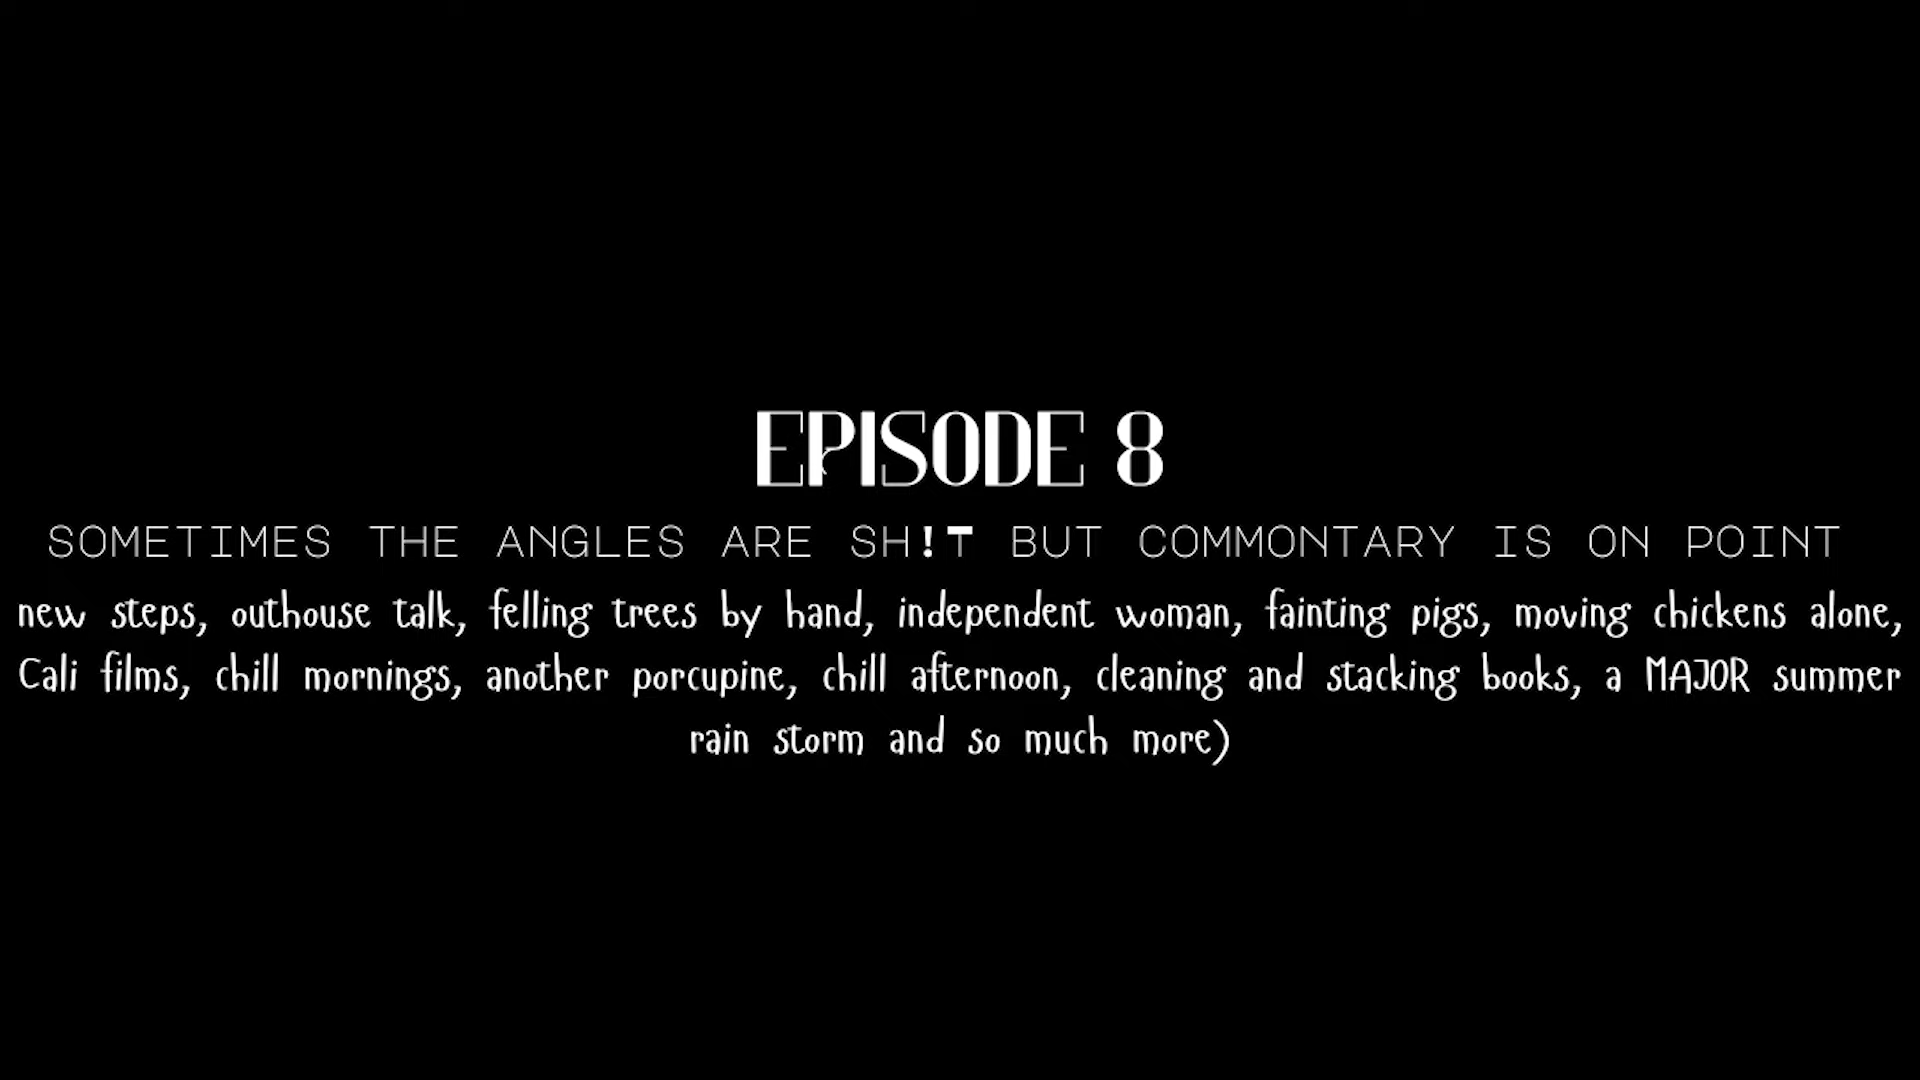 EPISODE 8
SOMETIMES THE ANGLES ARE SH!T BUT COMMONTARY IS ON POINT
new steps, outhouse talk, felling trees by hand, independent woman, fainting pigs, moving chickens alone,
Cali films, chill mornings, another porcupine, chill afternoon, cleaning and stacking books, a MAJOR summer
rain storm and so much more)